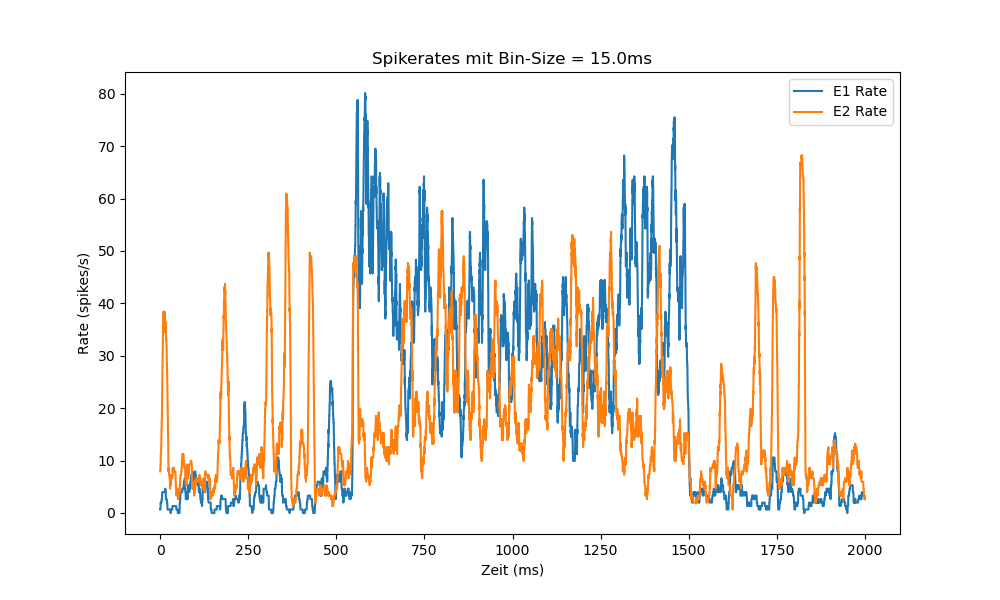 Spikerates mit Bin-Size = 15.0ms
E1 Rate
E2 Rate
80
70
60
50
40
30
20
10
0
Rate (spikes/s)
0 250 500 750 1000 1250 1500 1750 2000
Zeit (ms)